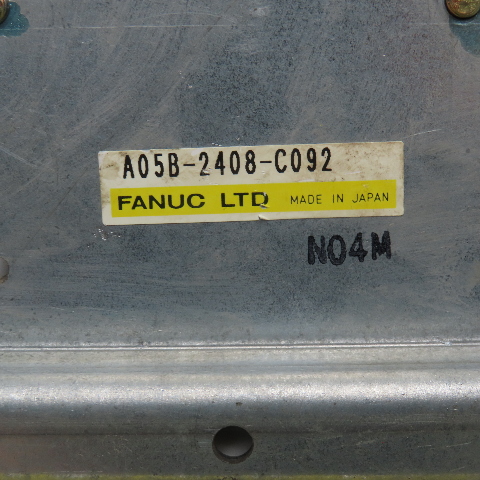 A05B-2408-C092
FANUC LTD MADE IN JAPAN
N04M